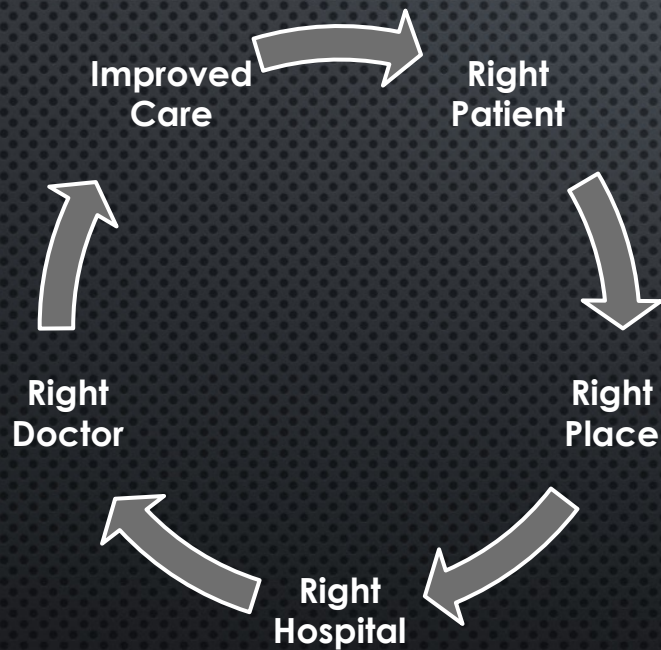 Improved
Care
Right
Patient
Right
Place
Right
Hospital
Right
Doctor